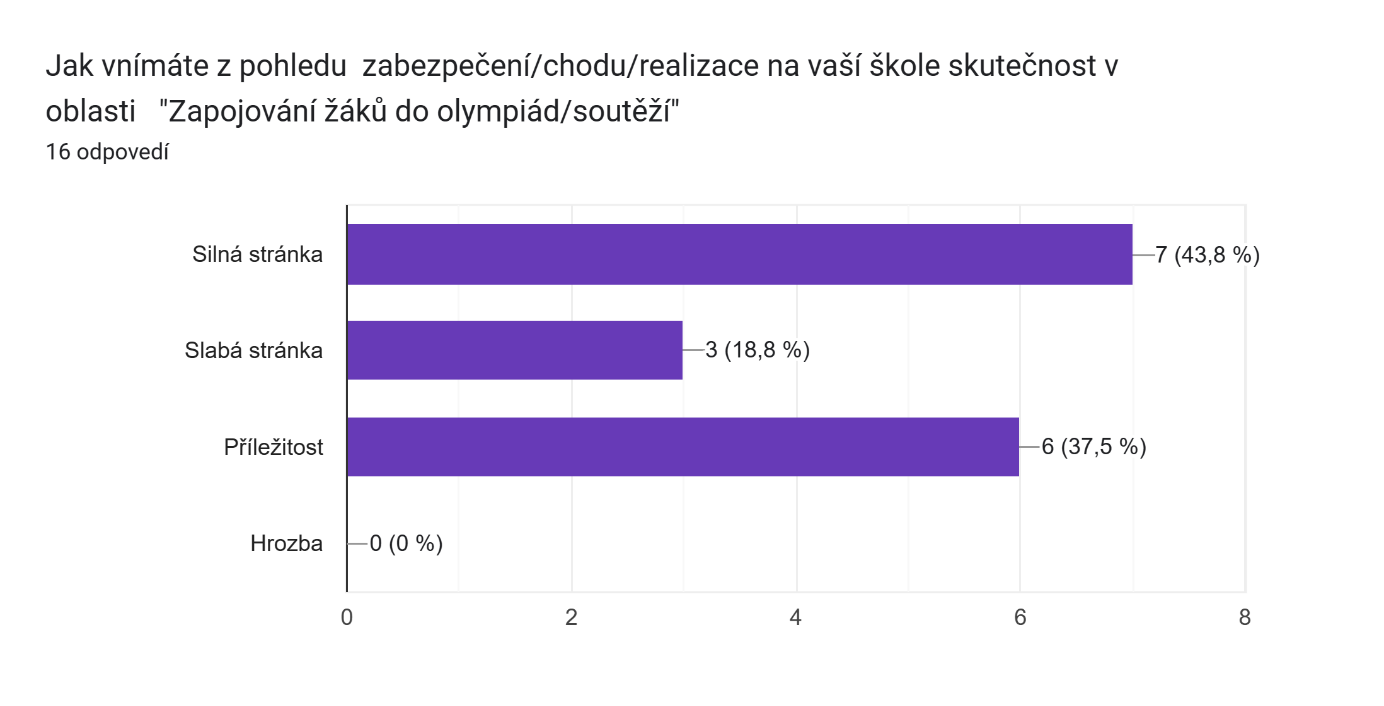 Jak vnímáte z pohledu  zabezpečení/chodu/realizace na vaší škole skutečnost v
oblasti   "Zapojování žáků do olympiád/soutěží"
16 odpovedí
Silná stránka
7 (43,8 %)
Slabá stránka
3 (18,8 %)
Příležitost
6 (37,5 %)
Hrozba
0 (0 %)
0 2 4 6 8